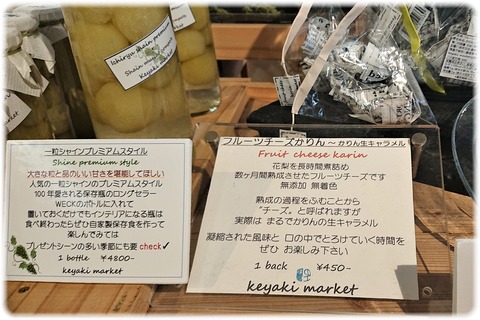 Ichiryu Shain premium
Keyaki market
一粒シャインプレミアムスタイル
Shine premium style
大きな粒と品のいい甘さを堪能してほしい
人気の一粒シャインのプレミアムスタイル
100年愛される保存瓶のロングセラー
WECKのボトルに入れて
置いておくだけでもインテリアになる瓶は
食べ終わったらぜひ自家製保存食を作って
楽しんでみては
プレゼントシーンの多い季節にも要check✓
1 bottle ¥4800-
keyaki market
フルーツチーズかりん～かりん生キャラメル
Fruit cheese karin
花梨を長時間煮詰め
数ヶ月間熟成させたフルーツチーズです
無添加 無着色
熟成の過程をふむことから
"チーズ"と呼ばれますが
実際は まるでかりんの生キャラメル
凝縮された風味と 口の中でとろけていく時間を
ぜひ お楽しみ下さい
1 back ¥450-
keyaki market